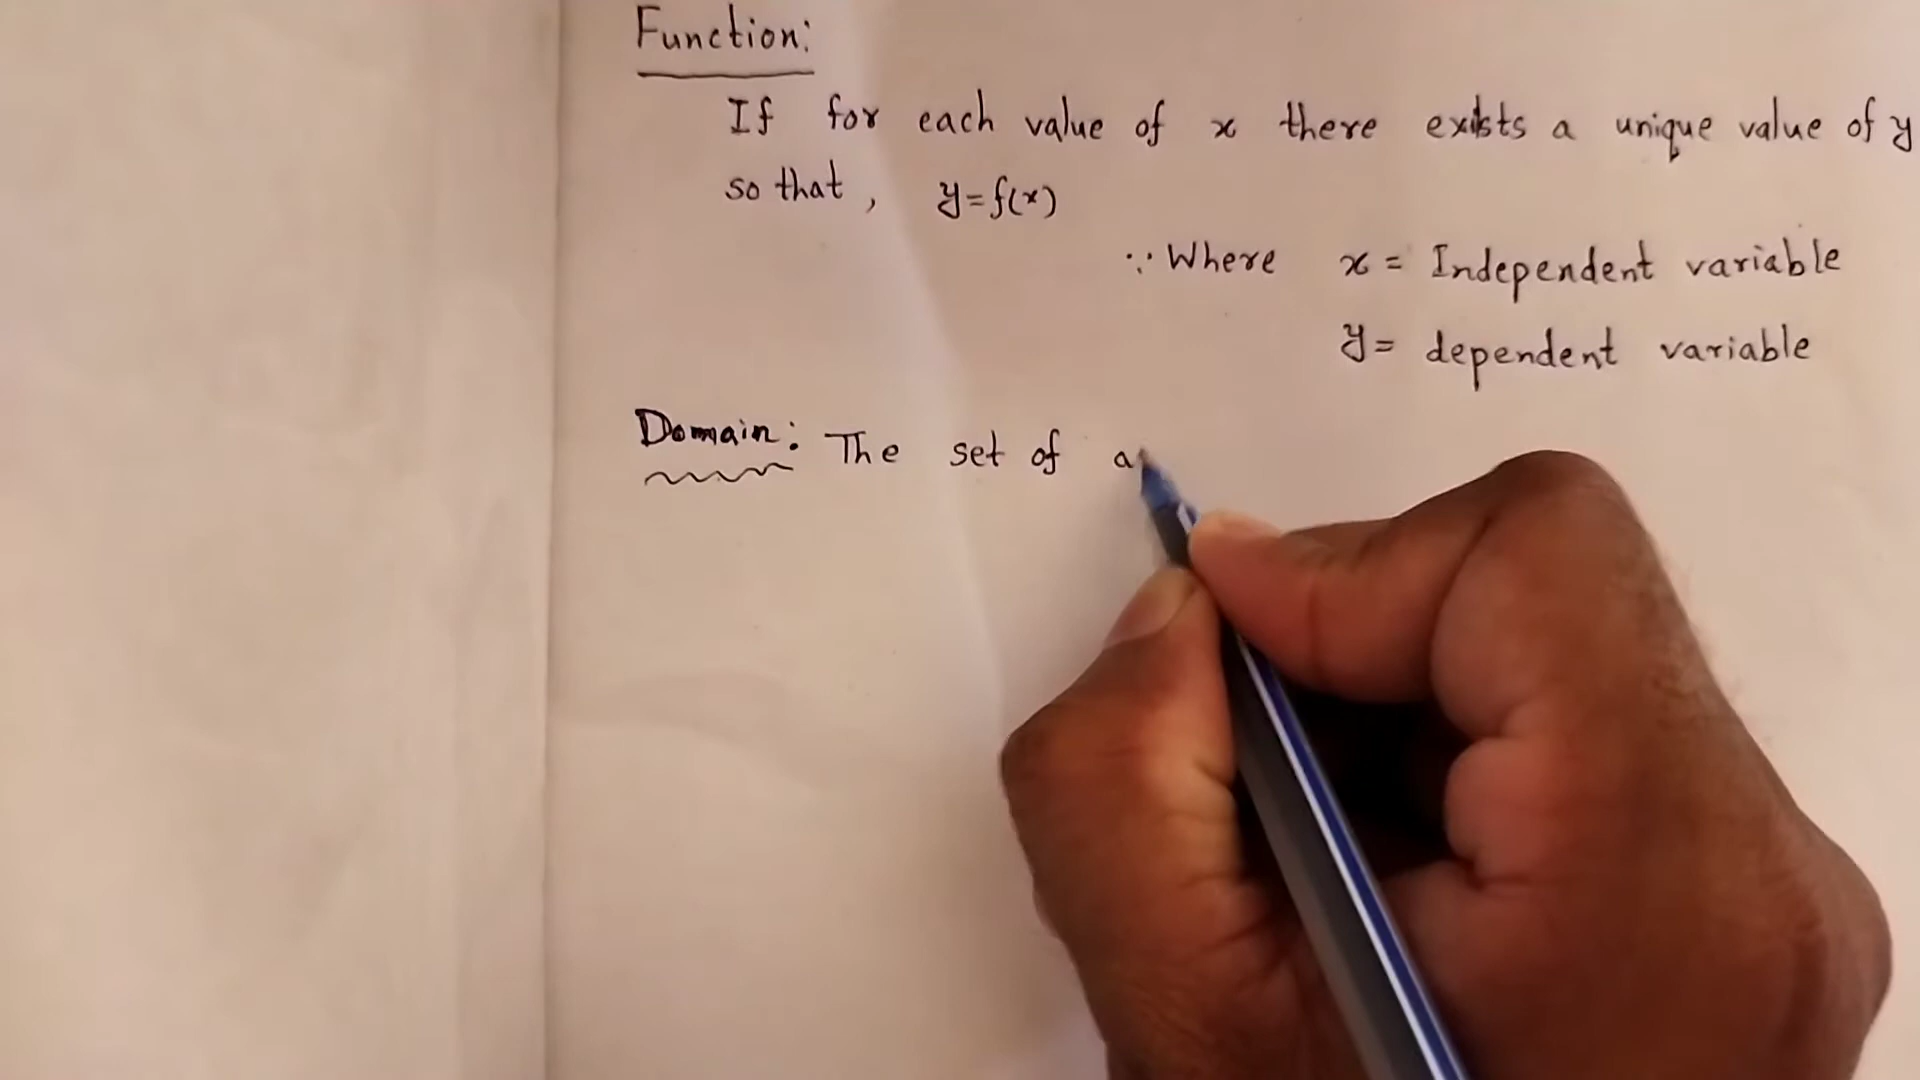 Function:
If for each value of x there exists a unique value of y
so that, y=f(x)
∵ Where x = Independent variable
y = dependent variable
Domain: The set of a